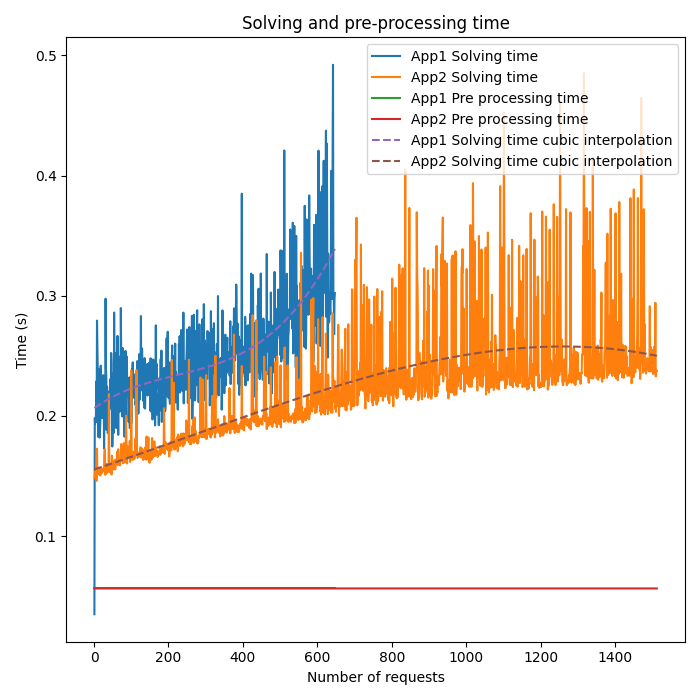 Solving and pre-processing time
App1 Solving time
App2 Solving time
App1 Pre processing time
App2 Pre processing time
App1 Solving time cubic interpolation
App2 Solving time cubic interpolation
0.5
0.4
0.3
0.2
0.1
Time (s)
0 200 400 600 800 1000 1200 1400
Number of requests